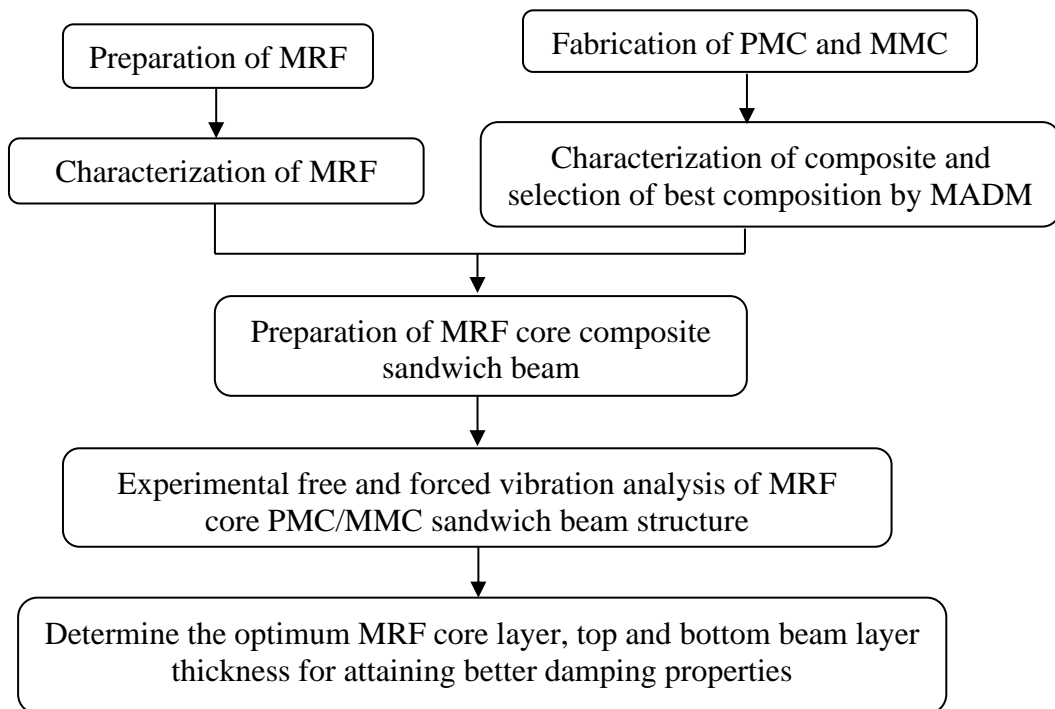 Preparation of MRF
Fabrication of PMC and MMC
Characterization of MRF
Characterization of composite and
selection of best composition by MADM
Preparation of MRF core composite
sandwich beam
Experimental free and forced vibration analysis of MRF
core PMC/MMC sandwich beam structure
Determine the optimum MRF core layer, top and bottom beam layer
thickness for attaining better damping properties